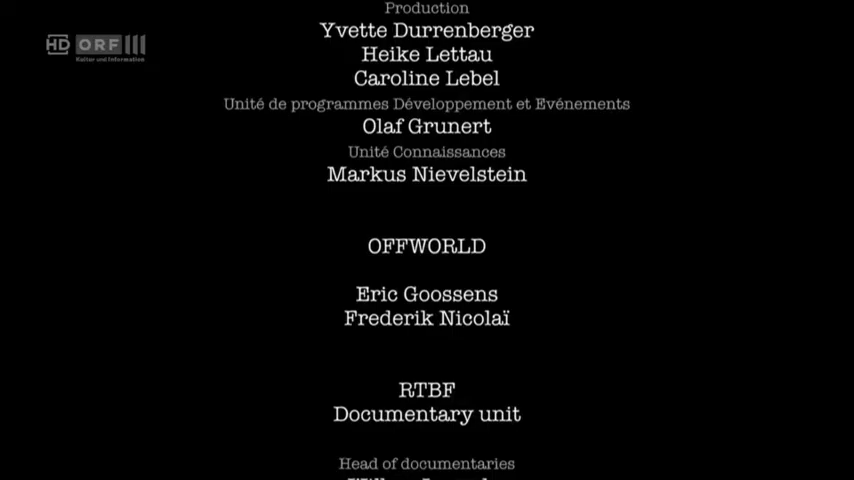 HD ORF III
Kultur und Information
Production
Yvette Durrenberger
Heike Lettau
Caroline Lebel
Unité de programmes Développement et Evénements
Olaf Grunert
Unité Connaissances
Markus Nievelstein
OFFWORLD
Eric Goossens
Frederik Nicolaï
RTBF
Documentary unit
Head of documentaries